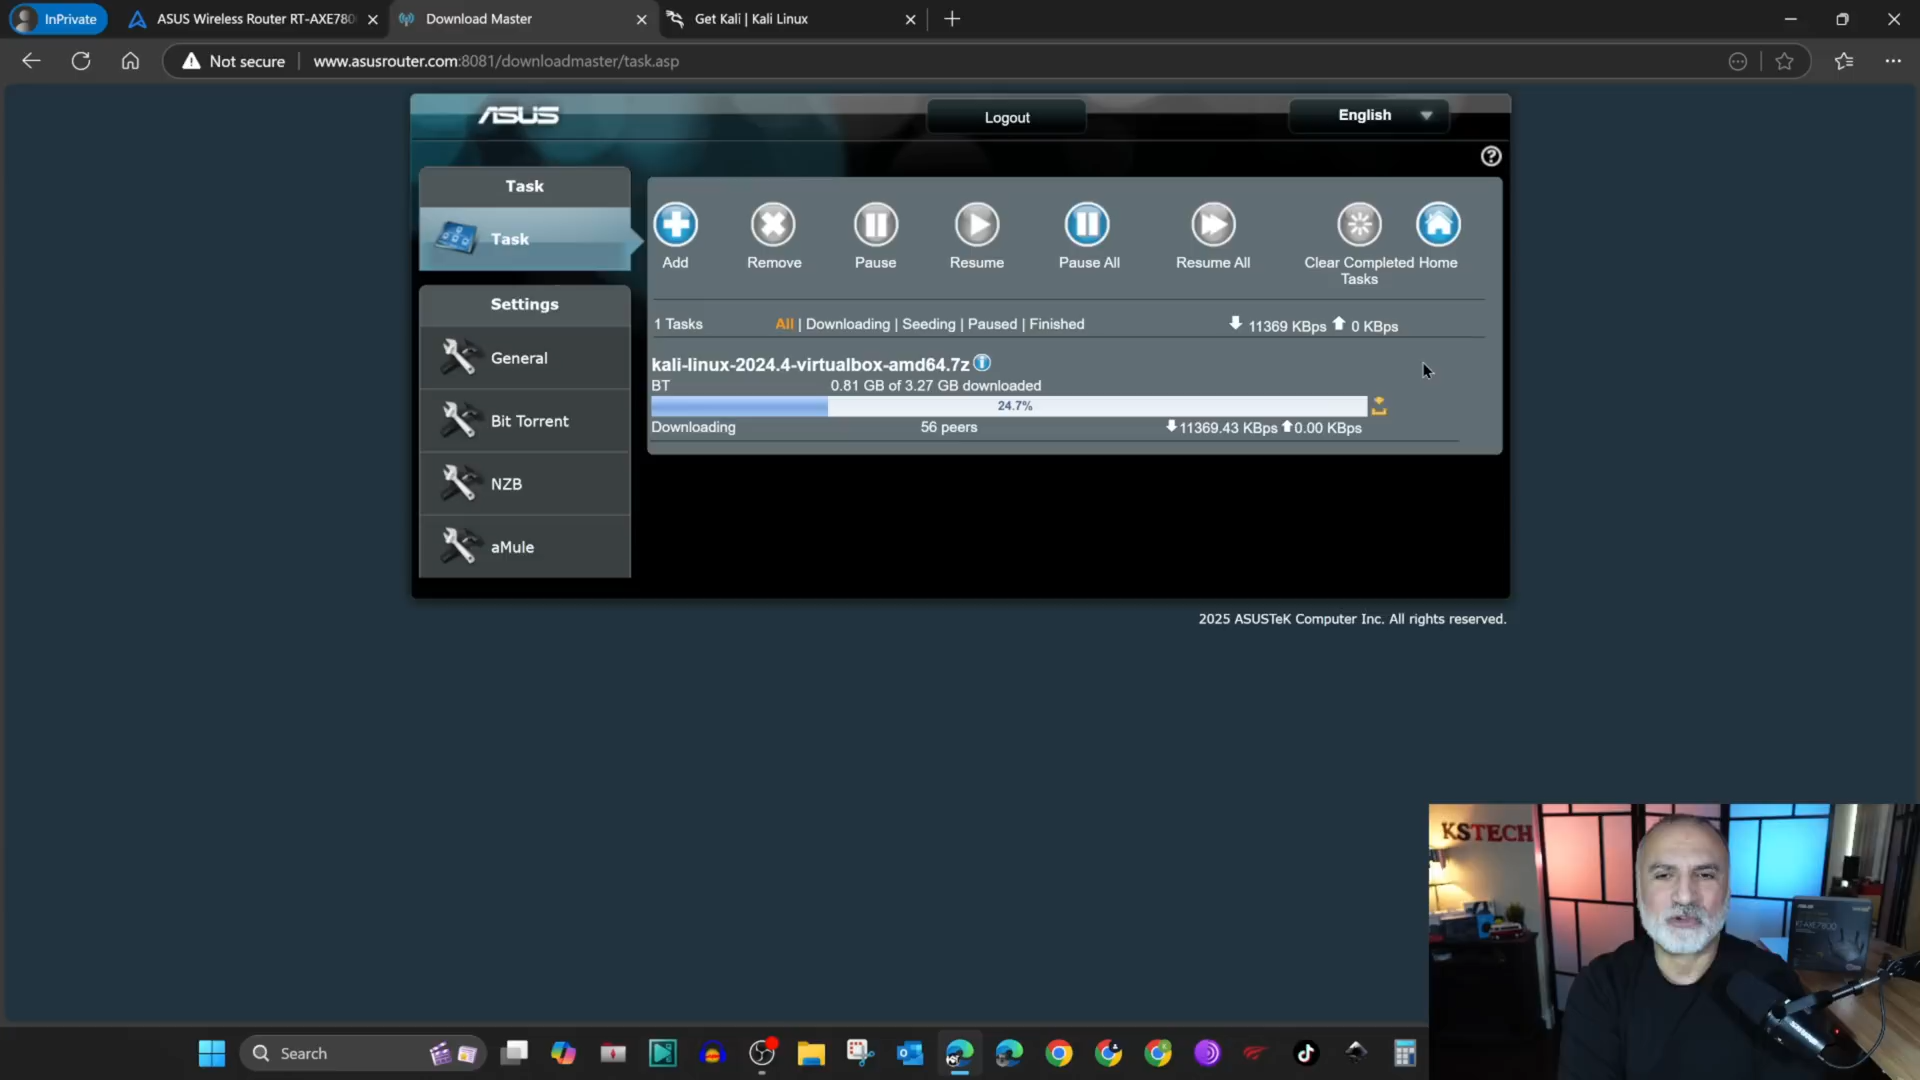 InPrivate
ASUS Wireless Router RT-AXE780
Download Master
Get Kali | Kali Linux
Not secure
www.asusrouter.com:8081/downloadmaster/task.asp
ASUS
Logout
English
Task
Task
Settings
General
Bit Torrent
NZB
aMule
Add
Remove
Pause
Resume
Pause All
Resume All
Clear Completed
Tasks
Home
1 Tasks
All | Downloading | Seeding | Paused | Finished
11369 KBps 0 KBps
kali-linux-2024.4-virtualbox-amd64.7z
BT
0.81 GB of 3.27 GB downloaded
24.7%
Downloading
56 peers
11369.43 KBps 0.00 KBps
2025 ASUSTeK Computer Inc. All rights reserved.
KSTECH
RT-AXE7800
Search